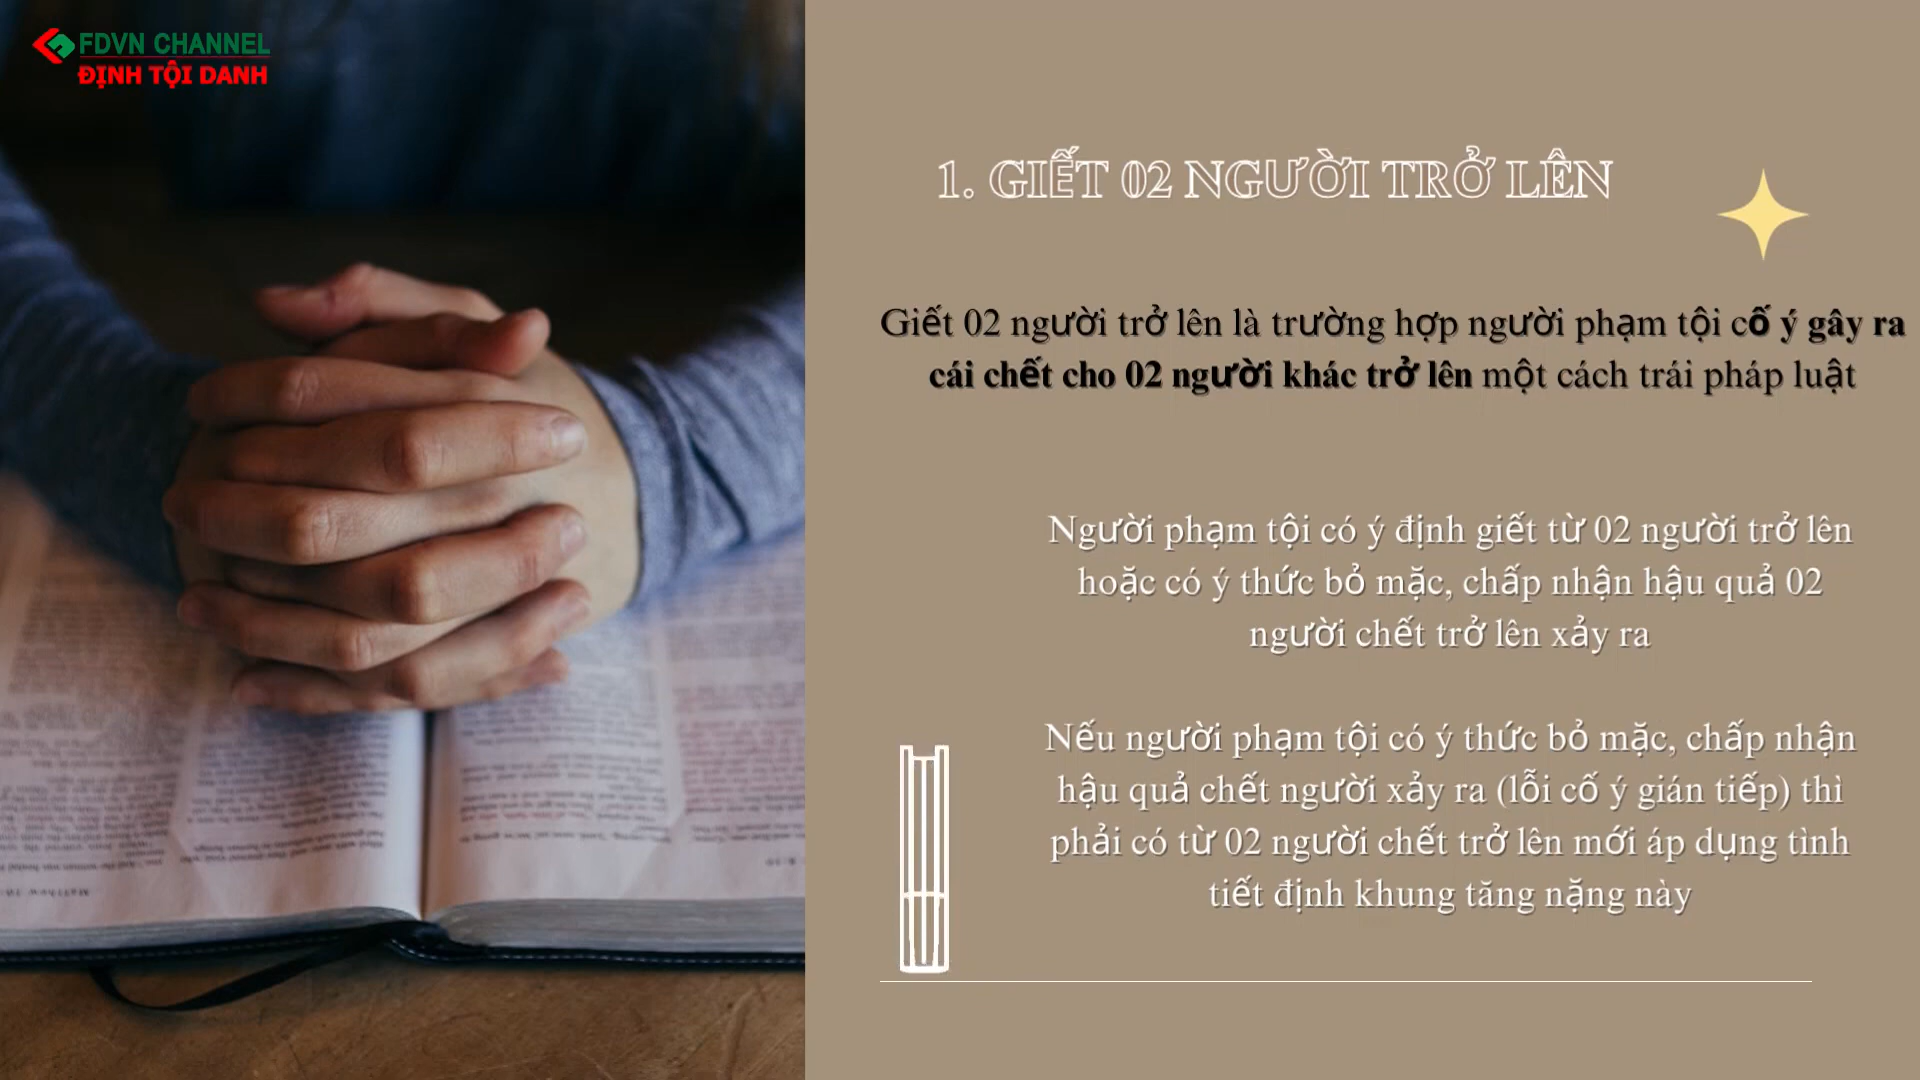 FDVN CHANNEL
ĐỊNH TỘI DANH
1. GIẾT 02 NGƯỜI TRỞ LÊN
Giết 02 người trở lên là trường hợp người phạm tội cố ý gây ra
cái chết cho 02 người khác trở lên một cách trái pháp luật
Người phạm tội có ý định giết từ 02 người trở lên
hoặc có ý thức bỏ mặc, chấp nhận hậu quả 02
người chết trở lên xảy ra
Nếu người phạm tội có ý thức bỏ mặc, chấp nhận
hậu quả chết người xảy ra (lỗi cố ý gián tiếp) thì
phải có từ 02 người chết trở lên mới áp dụng tình
tiết định khung tăng nặng này